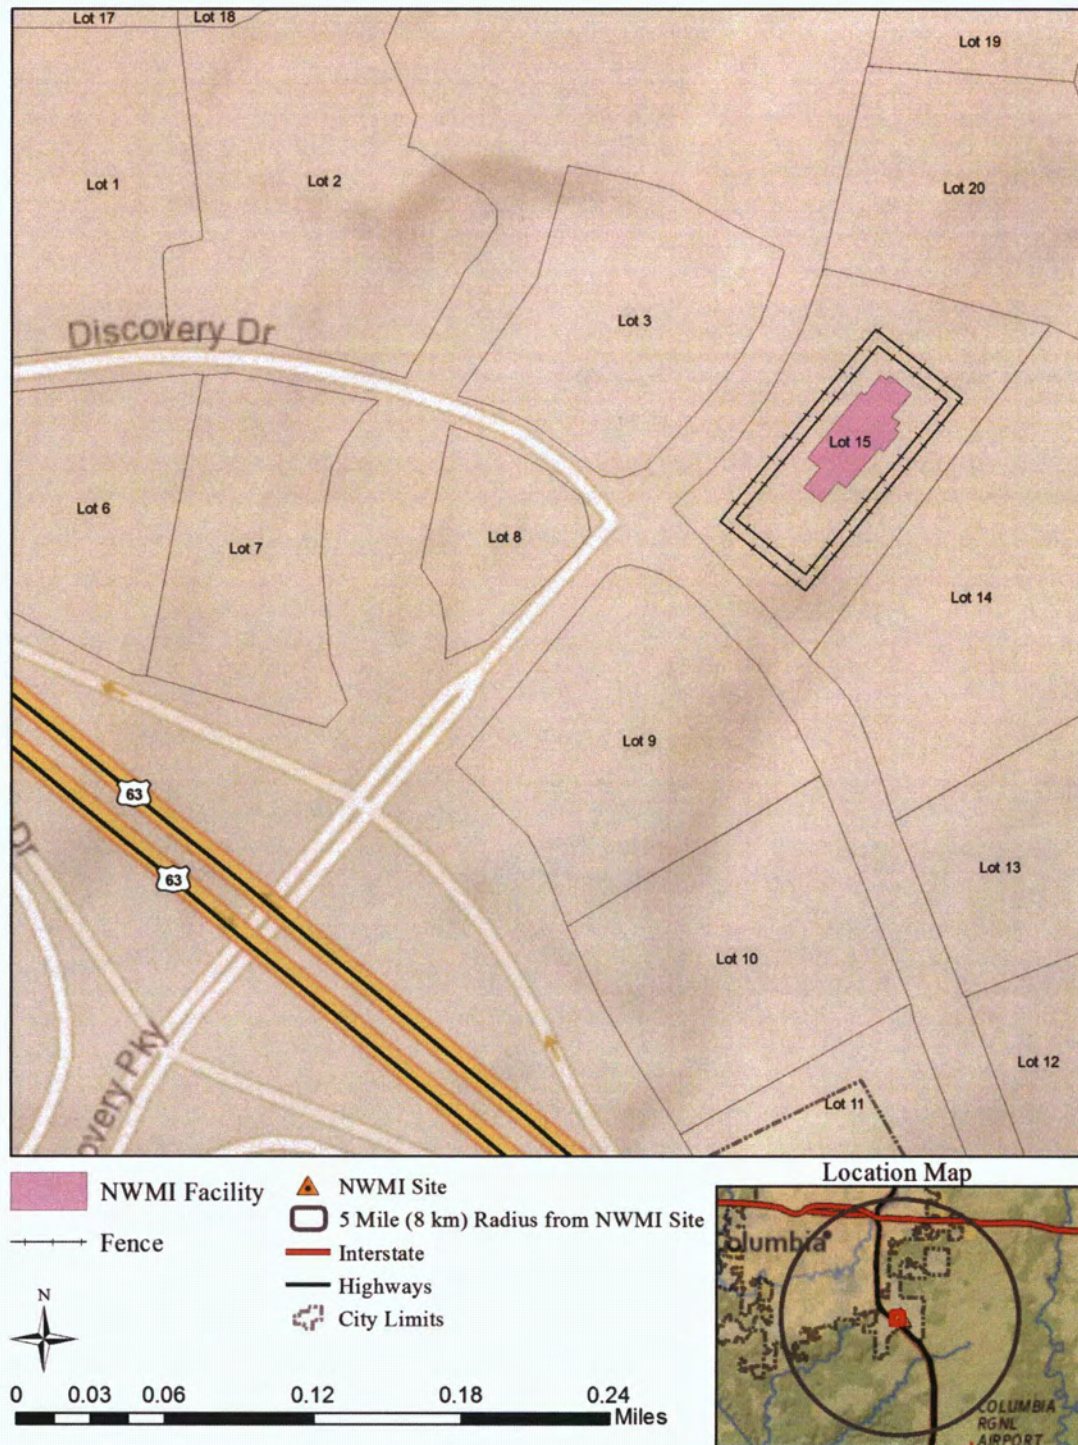 Lot 17
Lot 18
Lot 19
Lot 1
Lot 2
Lot 20
Discovery Dr
Lot 3
Lot 15
Lot 6
Lot 7
Lot 8
Lot 14
Lot 9
63
Dr
63
Lot 13
Lot 10
overy Pky
Lot 12
Lot 11
NWMI Facility
Fence
NWMI Site
5 Mile (8 km) Radius from NWMI Site
Interstate
Highways
City Limits
N
0 0.03 0.06 0.12 0.18 0.24
Miles
Location Map
olumbia
COLUMBIA
RGNL
AIRPORT